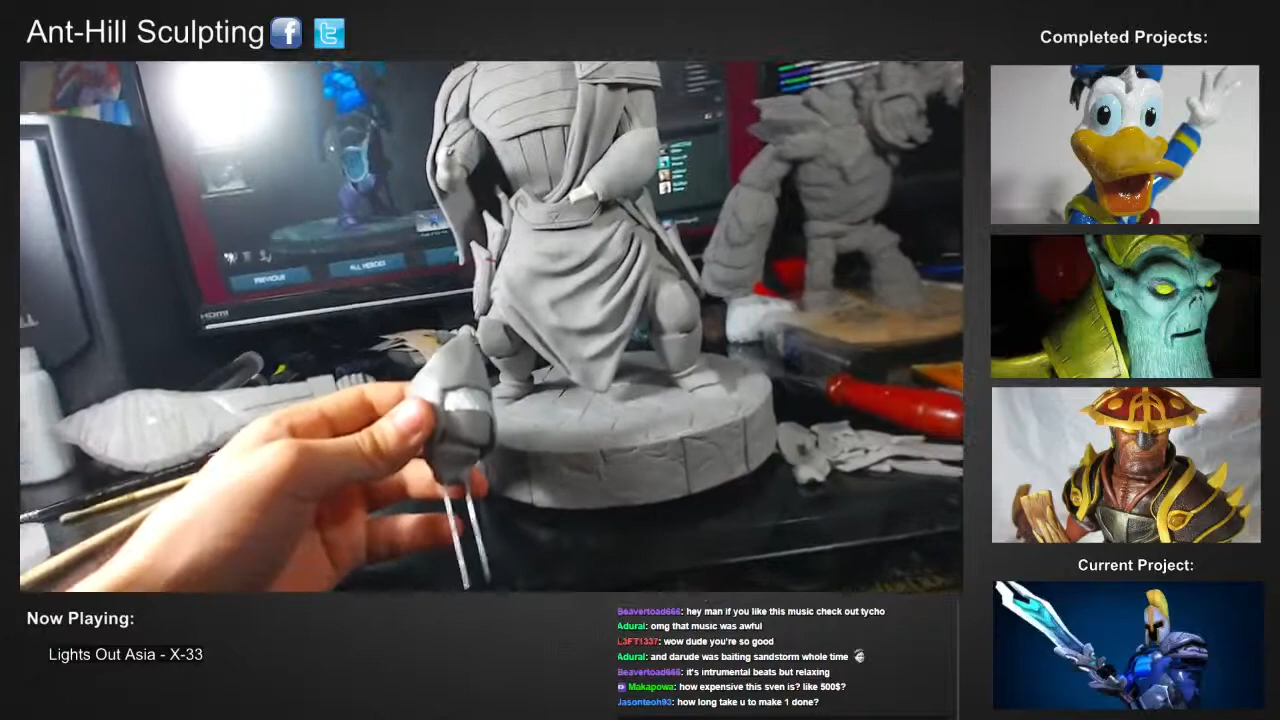 Ant-Hill Sculpting
Completed Projects:
PREVIOUS
ALL HEROES
HDMI
Current Project:
Now Playing:
Lights Out Asia - X-33
Beavertoad666: hey man if you like this music check out tycho
Adural: omg that music was awful
L3FT1337: wow dude you're so good
Adural: and darude was baiting sandstorm whole time
Beavertoad666: it's intrumental beats but relaxing
Makapowa: how expensive this sven is? like 500$?
Jasonteoh93: how long take u to make 1 done?